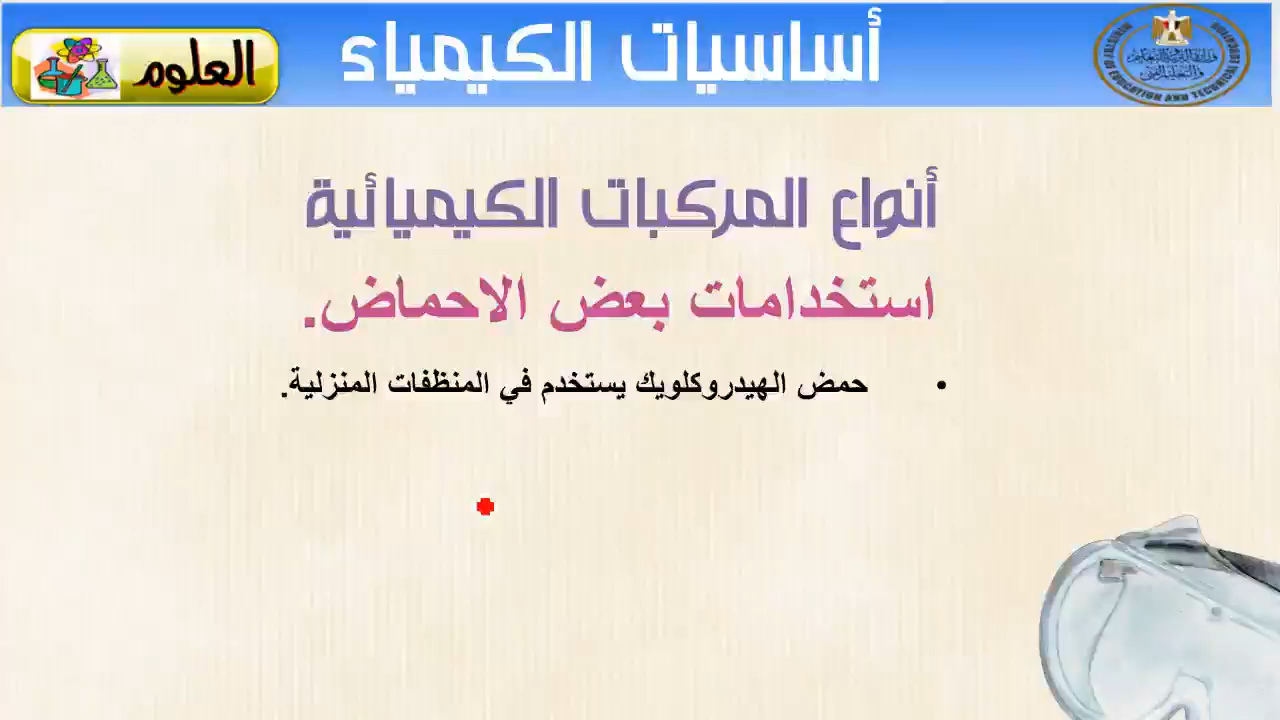 أساسيات الكيمياء
العلوم
أنواع المركبات الكيميائية
استخدامات بعض الاحماض.
• حمض الهيدروكلويك يستخدم في المنظفات المنزلية.